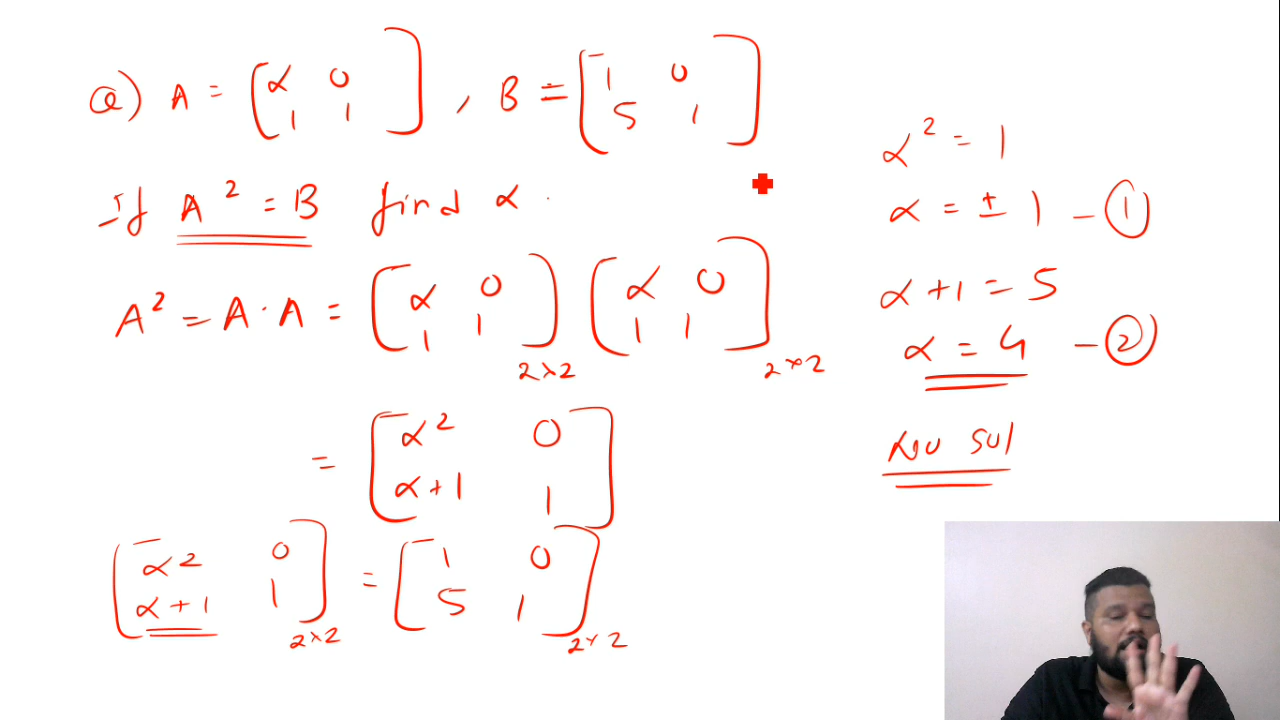 Q) A = [α 0
1 1], B = [1 0
5 1]
If A² = B find α.
A² = A·A = [α 0
1 1]2×2 [α 0
1 1]2×2
= [α² 0
α+1 1]
[α² 0
α+1 1]2×2 = [1 0
5 1]2×2
α² = 1
α = ± 1 – ①
α+1 = 5
α = 4 – ②
No sol